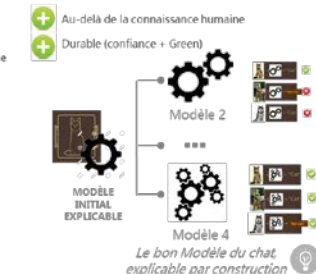 Au-delà de la connaissance humaine
Durable (confiance + Green)
e
Modèle 2
MODÈLE
INITIAL
EXPLICABLE
Modèle 4
Le bon Modèle du chat,
explicable par construction